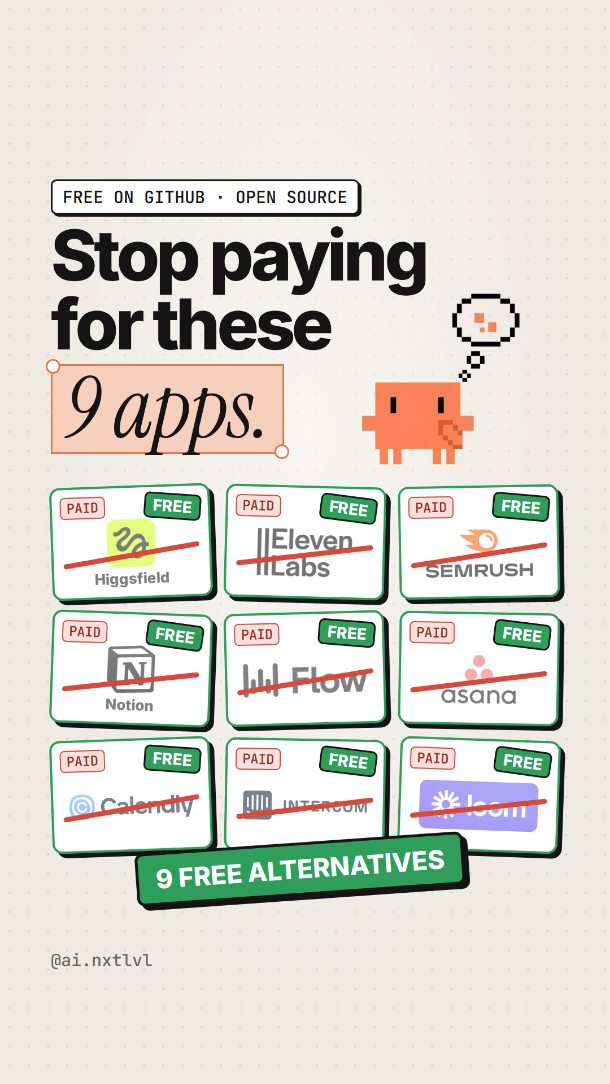 FREE ON GITHUB · OPEN SOURCE
Stop paying
for these
9 apps.
PAID FREE
Higgsfield
PAID FREE
ElevenLabs
PAID FREE
SEMRUSH
PAID FREE
N
Notion
PAID FREE
Flow
PAID FREE
asana
PAID FREE
Calendly
PAID FREE
INTERCOM
PAID FREE
loom
9 FREE ALTERNATIVES
@ai.nxtlvl